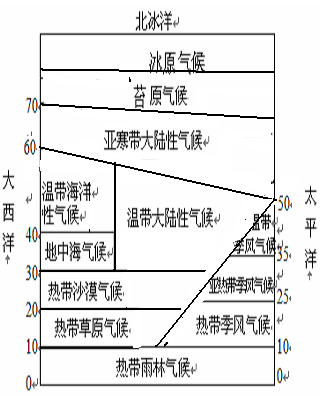 北冰洋
冰原气候
苔原气候
70
亚寒带大陆性气候
60
大西洋
太平洋
温带海洋
性气候
温带大陆性气候
50
温带
季风气候
40
地中海气候
35
30
亚热带季风气候
热带沙漠气候
25
20
热带草原气候
热带季风气候
10
10
热带雨林气候
0
0